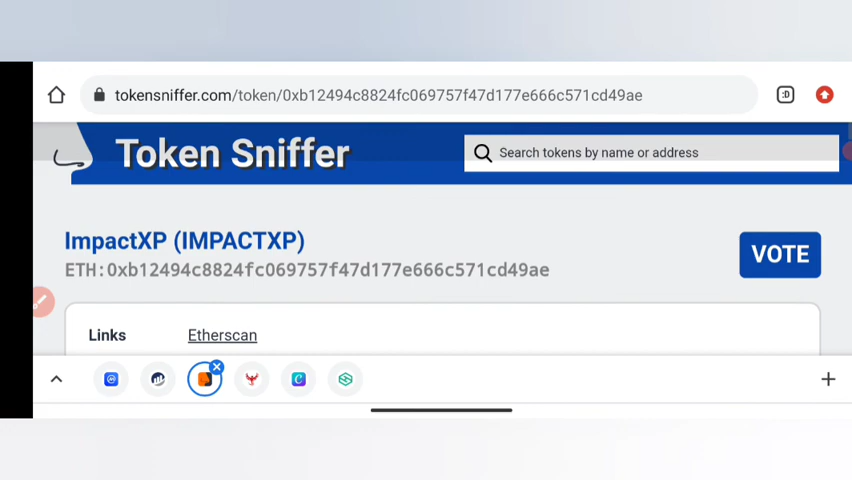 tokensniffer.com/token/0xb12494c8824fc069757f47d177e666c571cd49ae
:D
Token Sniffer
Search tokens by name or address
ImpactXP (IMPACTXP)
VOTE
ETH:0xb12494c8824fc069757f47d177e666c571cd49ae
Links Etherscan